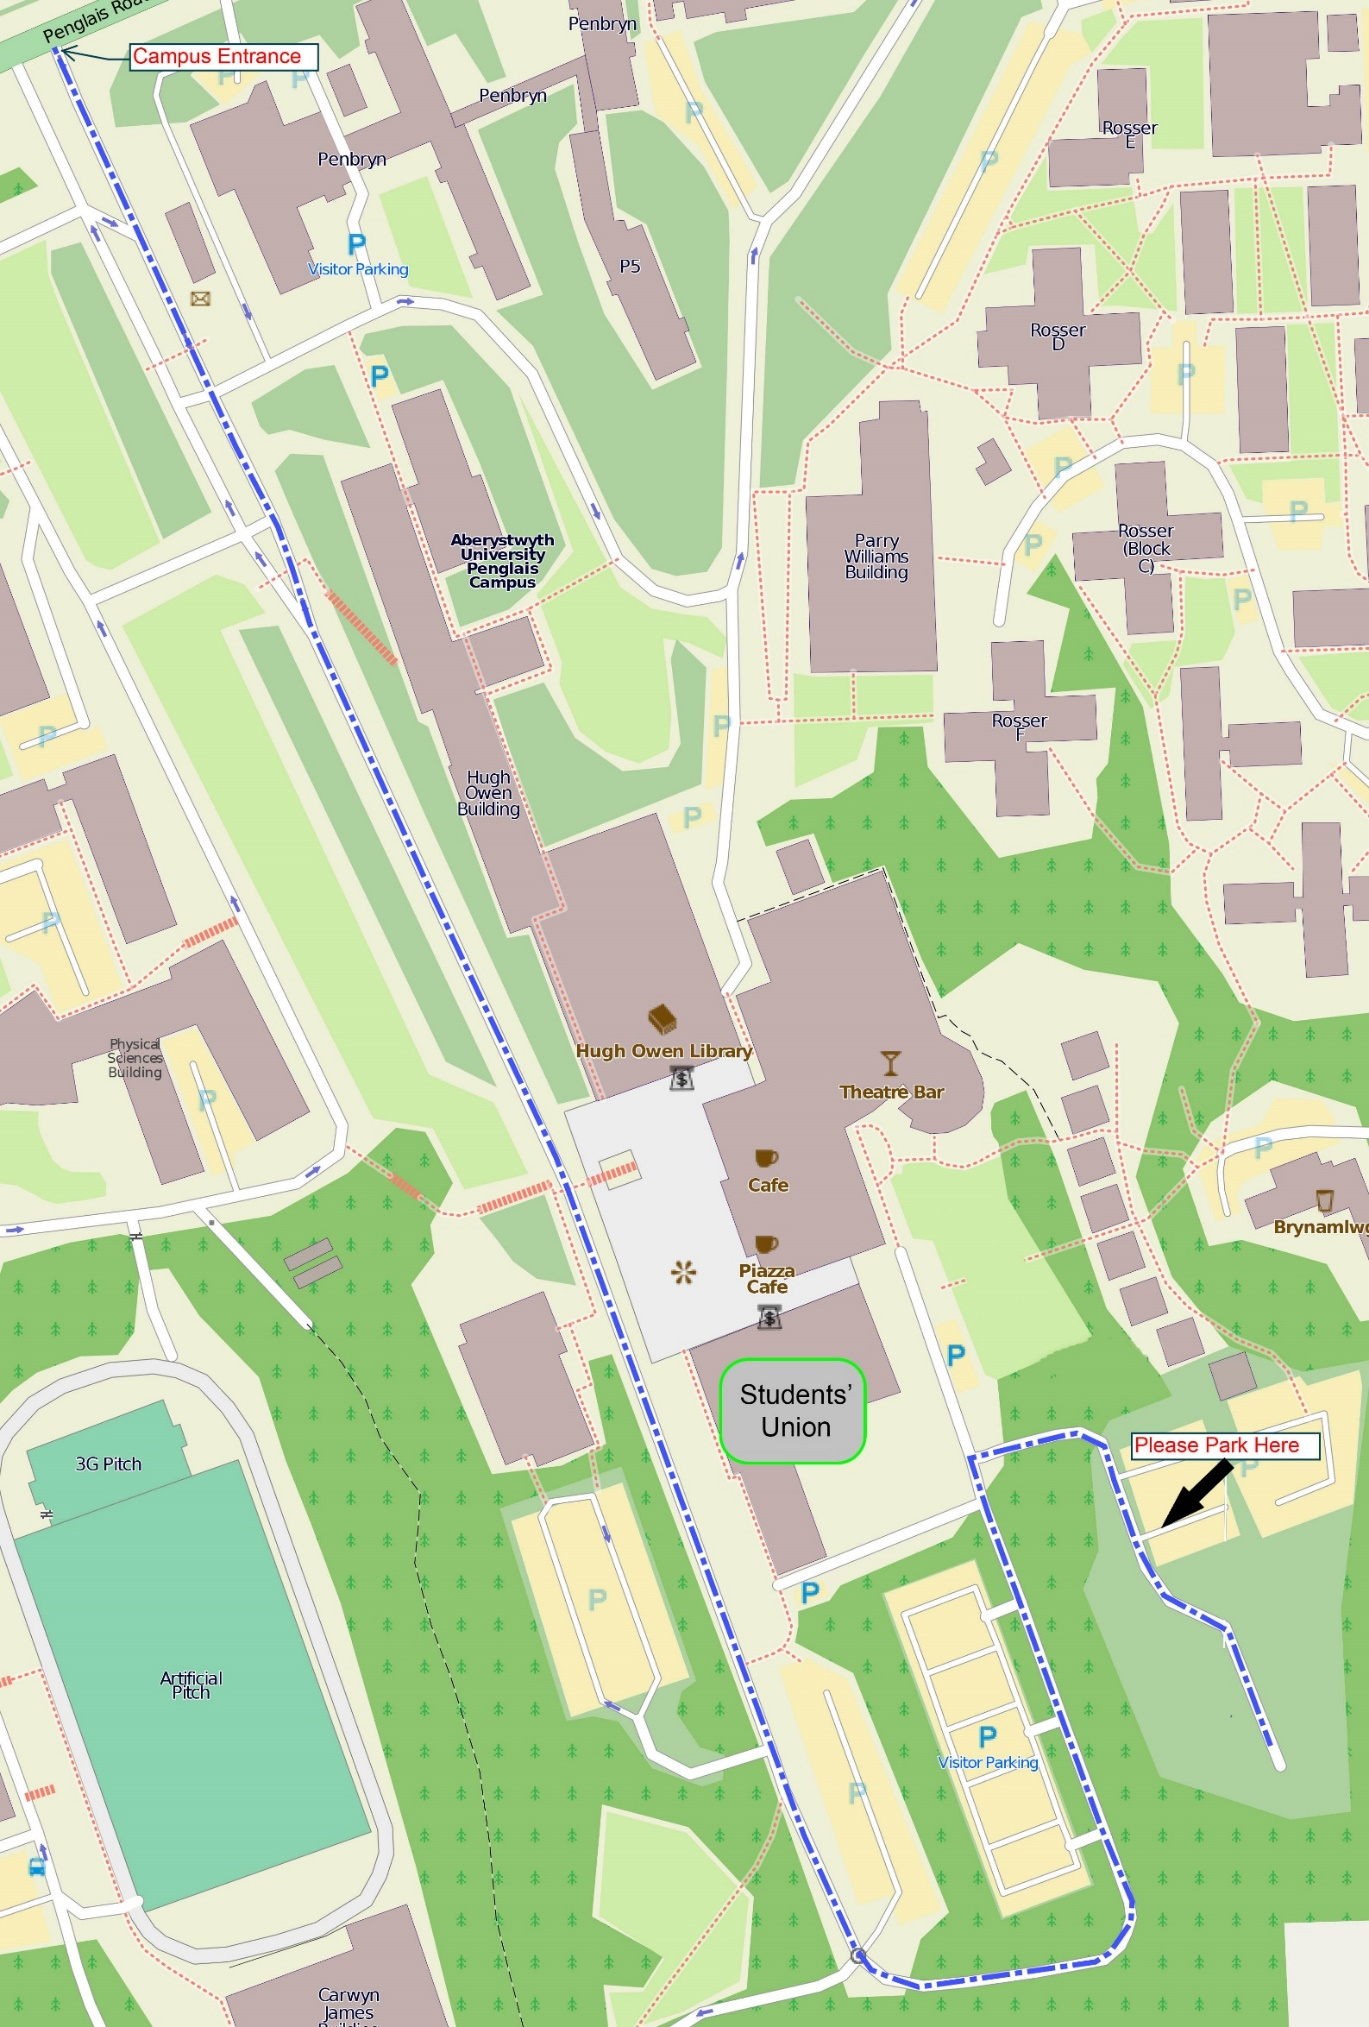 Penglais Road
Campus Entrance
Penbryn
Penbryn
Penbryn
P
P
P
P
P
Visitor Parking
P5
Rosser
E
Rosser
D
P
P
P
P
P
P
Aberystwyth
University
Penglais
Campus
Parry
Williams
Building
Rosser
(Block
C)
Rosser
F
P
P
P
Hugh
Owen
Building
P
Physical
Sciences
Building
P
Hugh Owen Library
$
Theatre Bar
Cafe
Piazza
Cafe
$
P
P
Students’
Union
Please Park Here
P
3G Pitch
Artificial
Pitch
P
P
P
Visitor Parking
P
Carwyn
James